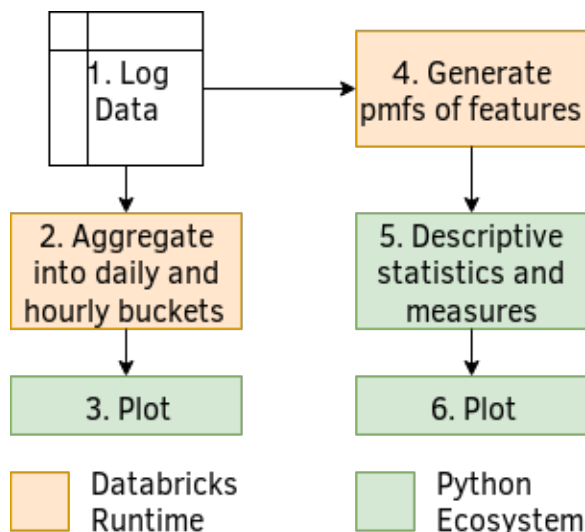 1. Log
Data
4. Generate
pmfs of features
2. Aggregate
into daily and
hourly buckets
5. Descriptive
statistics and
measures
3. Plot
6. Plot
Databricks
Runtime
Python
Ecosystem